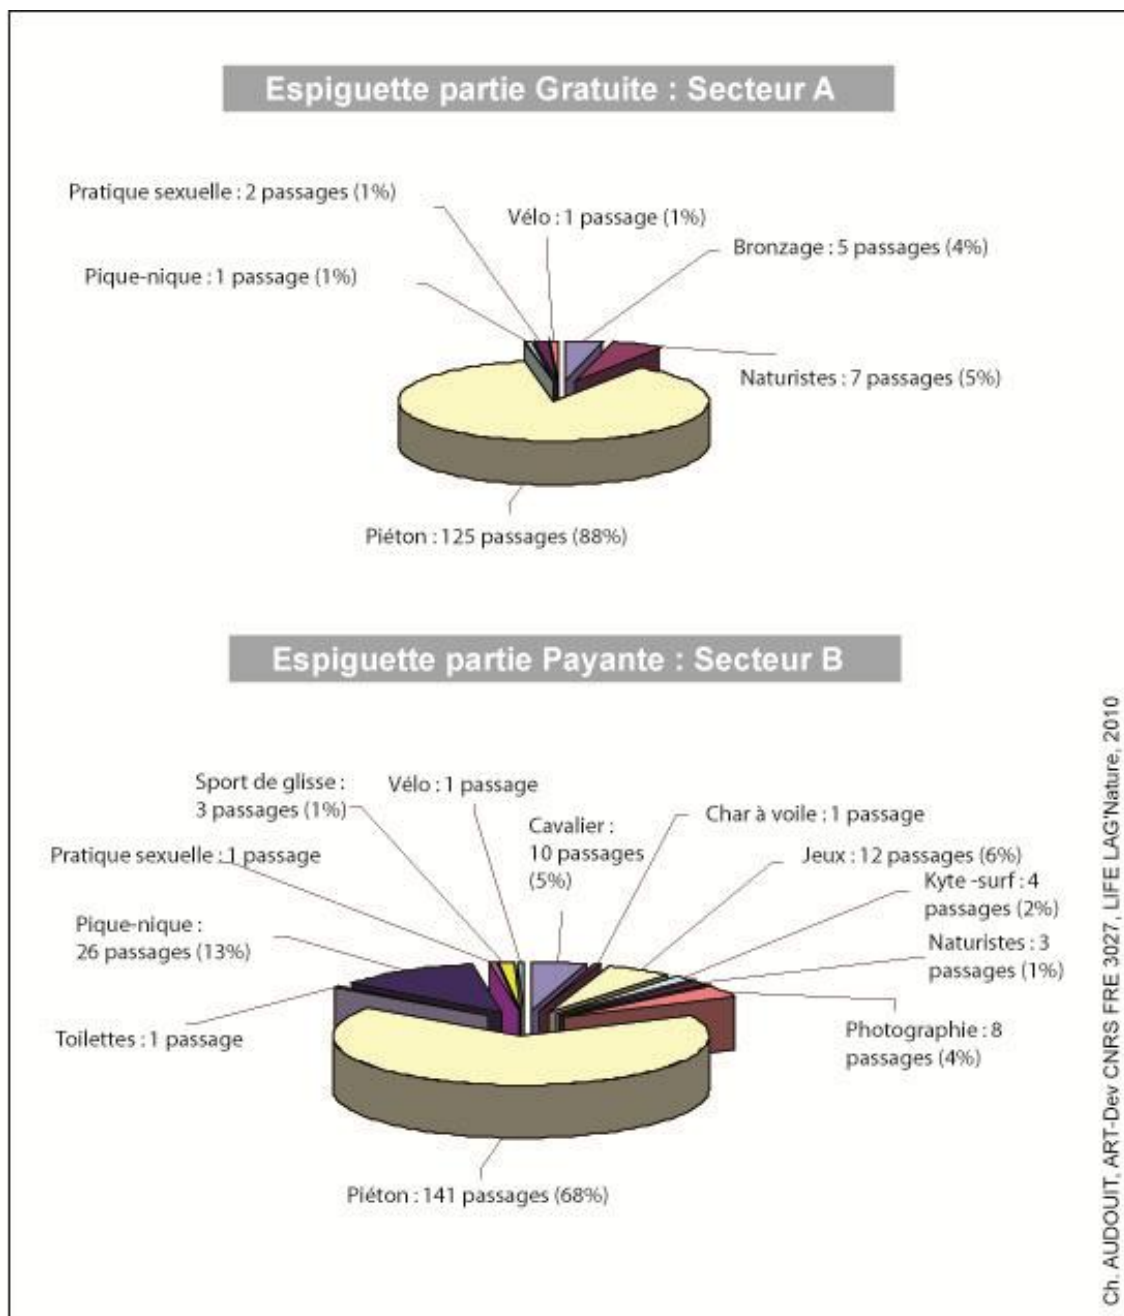 Espiguette partie Gratuite : Secteur A
Pratique sexuelle : 2 passages (1%)
Vélo : 1 passage (1%)
Bronzage : 5 passages (4%)
Pique-nique : 1 passage (1%)
Naturistes : 7 passages (5%)
Piéton : 125 passages (88%)
Espiguette partie Payante : Secteur B
Sport de glisse :
3 passages (1%)
Vélo : 1 passage
Cavalier :
10 passages
(5%)
Char à voile : 1 passage
Pratique sexuelle : 1 passage
Jeux : 12 passages (6%)
Kyte -surf : 4
passages (2%)
Pique-nique :
26 passages (13%)
Naturistes : 3
passages (1%)
Toilettes : 1 passage
Photographie : 8
passages (4%)
Piéton : 141 passages (68%)
Ch. AUDOUIT, ART-Dev CNRS FRE 3027, LIFE LAG'Nature, 2010